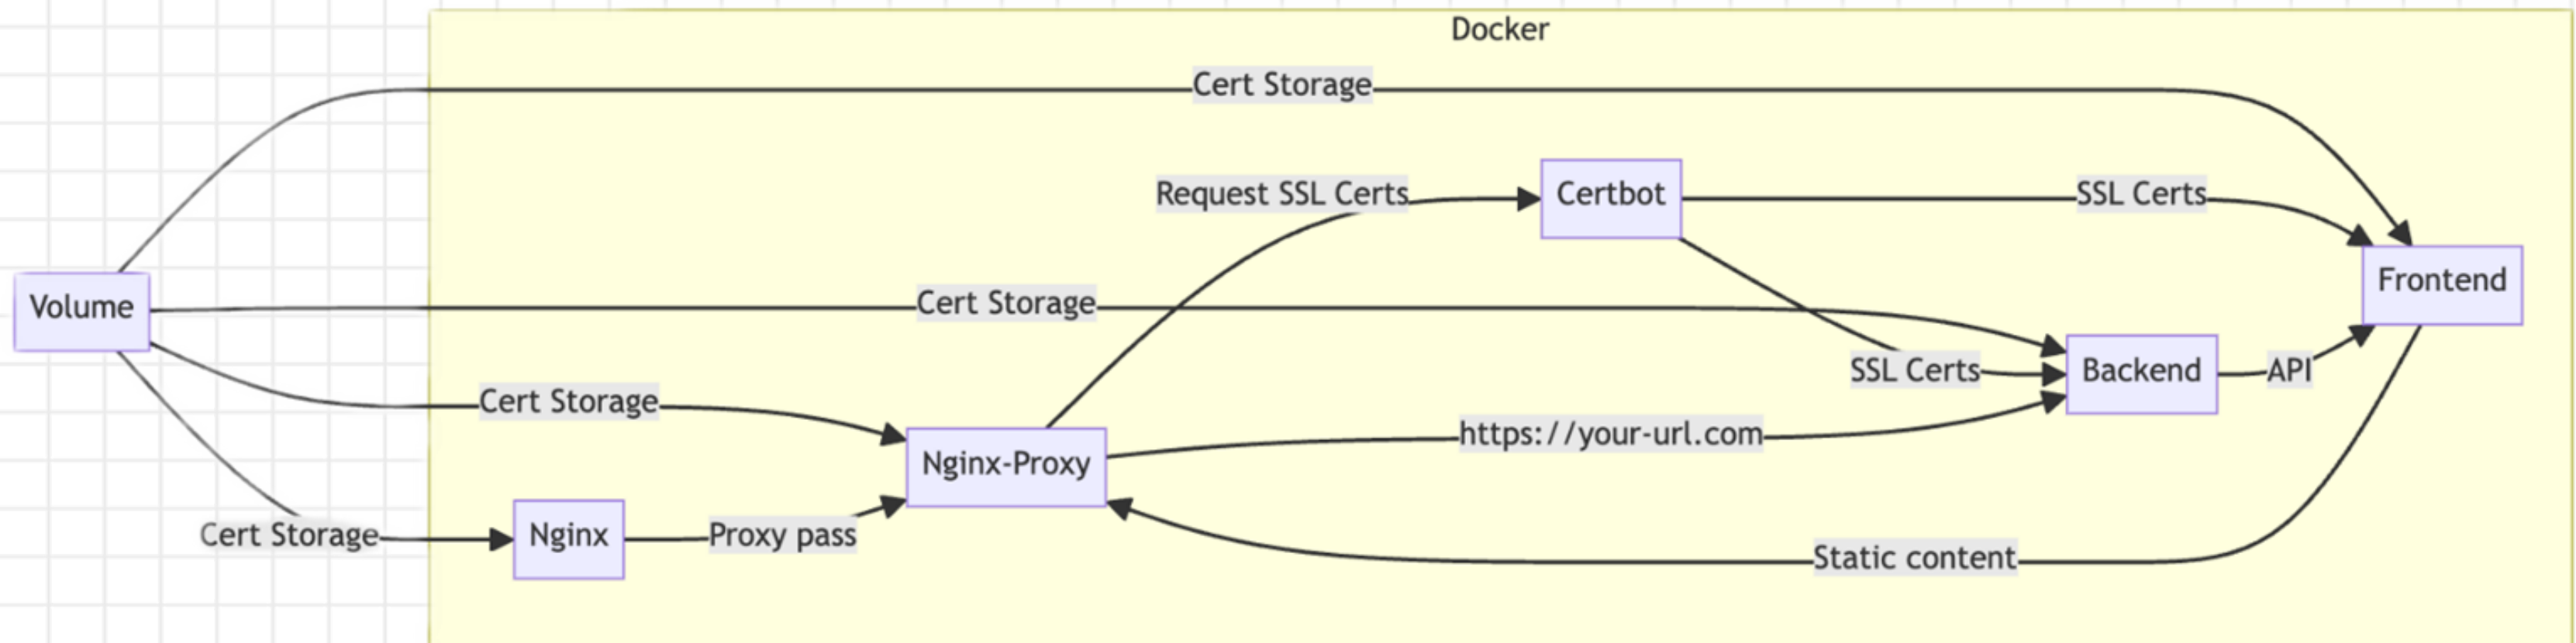 Docker
Cert Storage
Request SSL Certs
Certbot
SSL Certs
Volume
Cert Storage
Frontend
SSL Certs
Backend
API
Cert Storage
Nginx-Proxy
https://your-url.com
Cert Storage
Nginx
Proxy pass
Static content